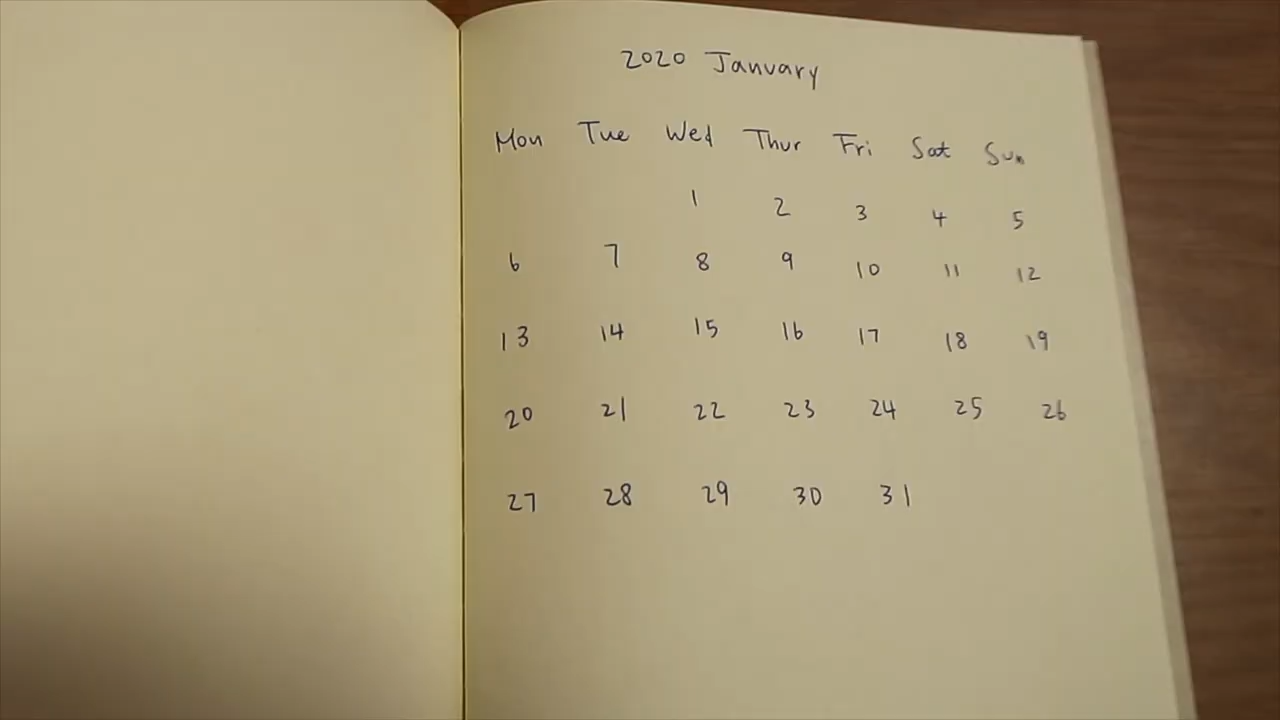 2020 January
Mon Tue Wed Thur Fri Sat Sun
1 2 3 4 5
6 7 8 9 10 11 12
13 14 15 16 17 18 19
20 21 22 23 24 25 26
27 28 29 30 31